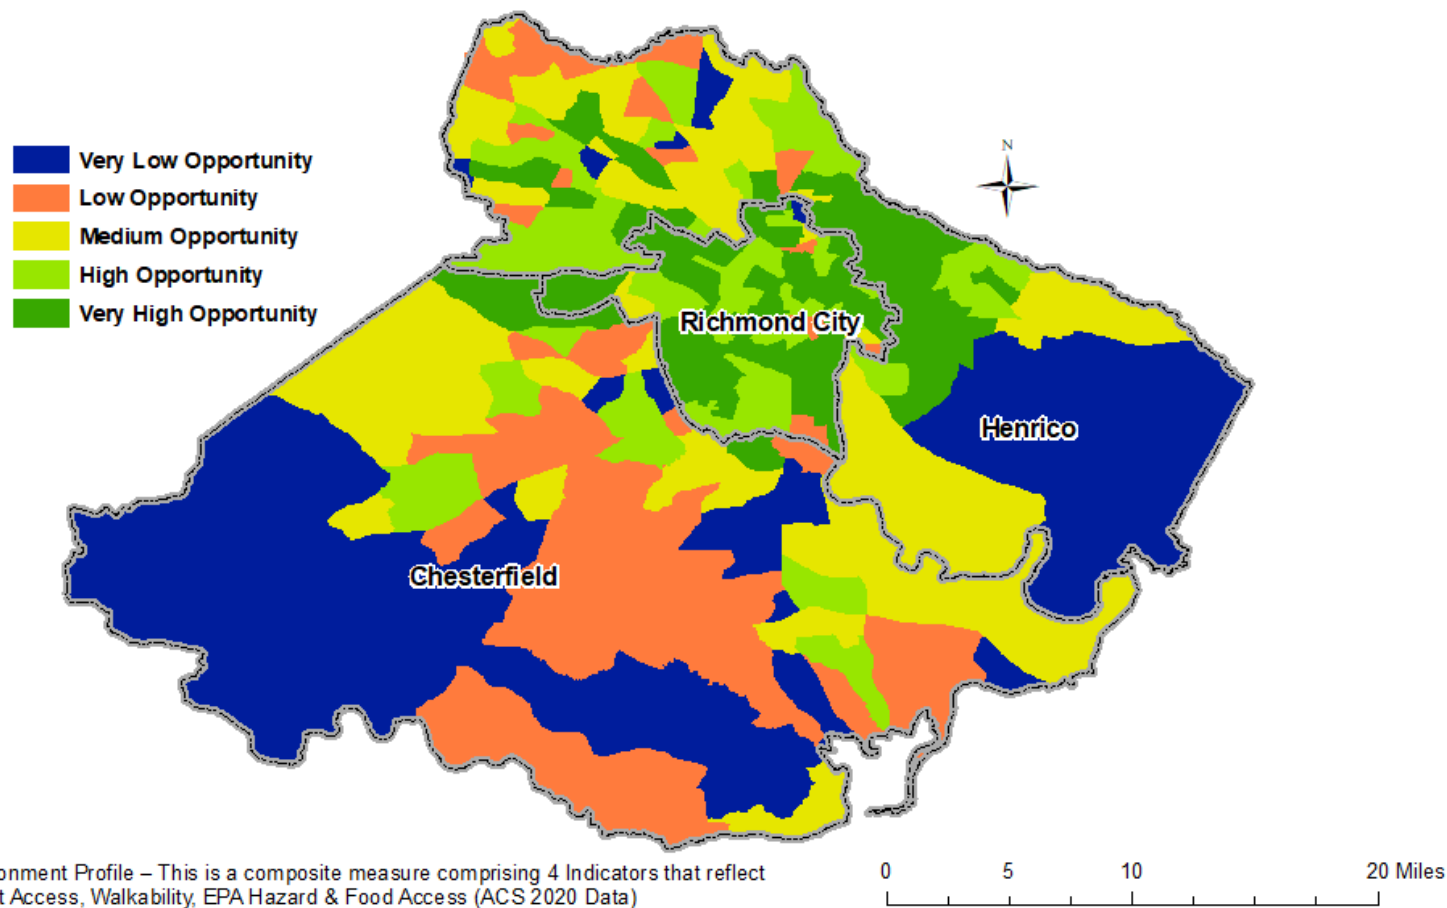 N
Very Low Opportunity
Low Opportunity
Medium Opportunity
High Opportunity
Very High Opportunity
Richmond City
Henrico
Chesterfield
onment Profile – This is a composite measure comprising 4 Indicators that reflect
t Access, Walkability, EPA Hazard & Food Access (ACS 2020 Data)
0 5 10 20 Miles